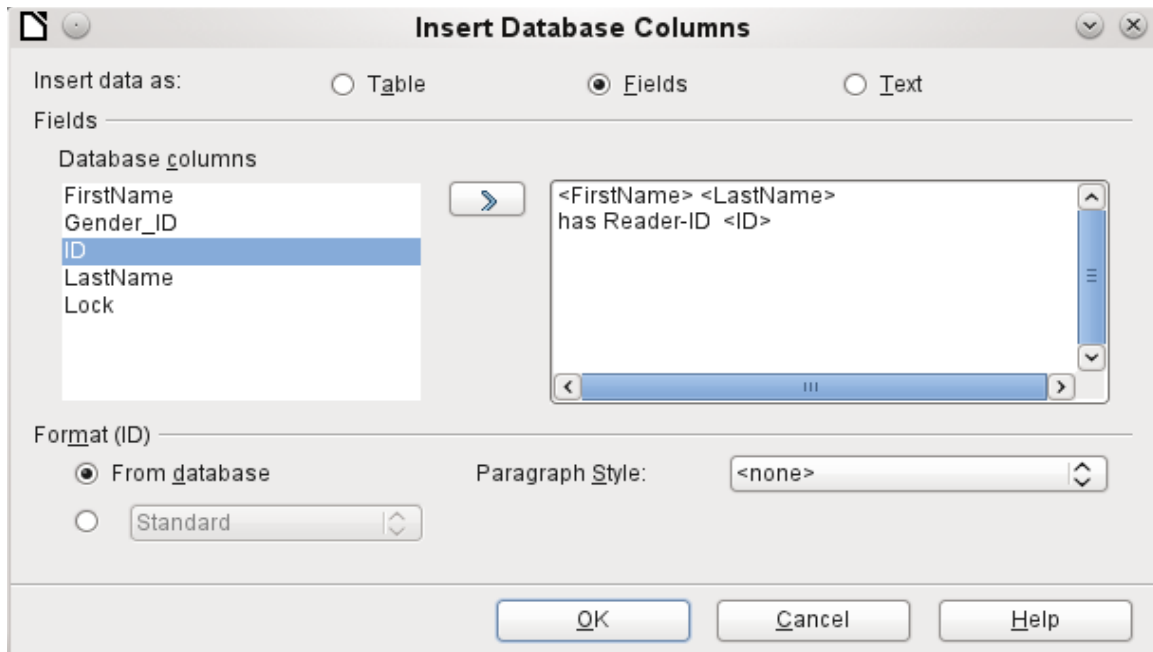 Insert Database Columns
Insert data as: Table Fields Text
Fields
Database columns
FirstName
Gender_ID
ID
LastName
Lock
<FirstName> <LastName>
has Reader-ID  <ID>
Format (ID)
From database Paragraph Style: <none>
Standard
OK Cancel Help